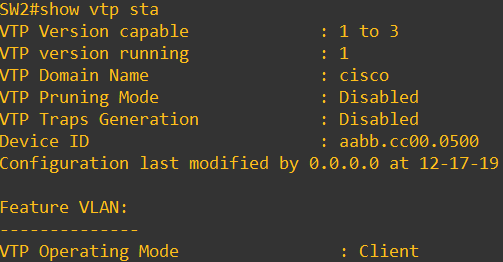 SW2#show vtp sta
VTP Version capable : 1 to 3
VTP version running : 1
VTP Domain Name : cisco
VTP Pruning Mode : Disabled
VTP Traps Generation : Disabled
Device ID : aabb.cc00.0500
Configuration last modified by 0.0.0.0 at 12-17-19
Feature VLAN:
--------------
VTP Operating Mode : Client